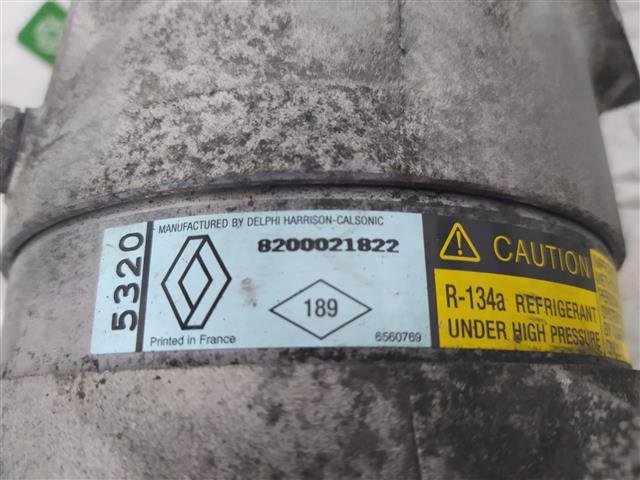 5320
MANUFACTURED BY DELPHI HARRISON-CALSONIC
8200021822
189
Printed in France
6560769
CAUTION
R-134a REFRIGERANT
UNDER HIGH PRESSURE